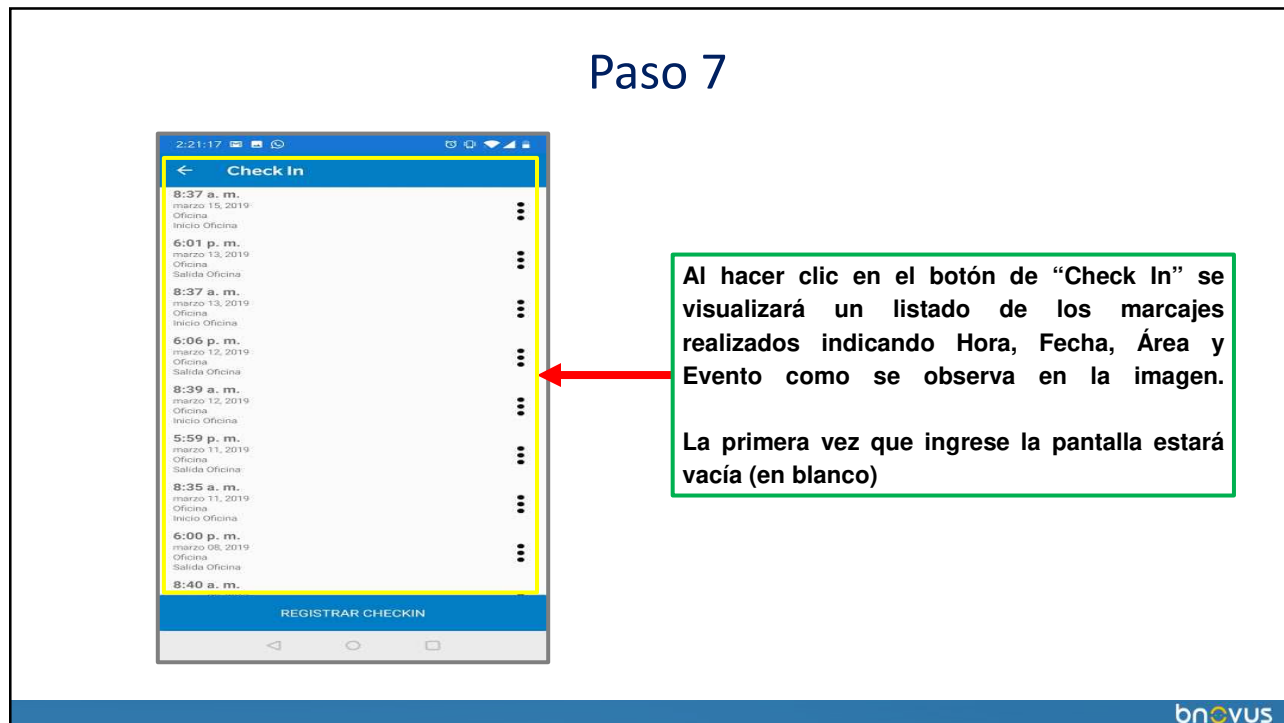 Paso 7
2:21:17
Check In
8:37 a. m.
marzo 15, 2019
Oficina
Inicio Oficina
6:01 p. m.
marzo 13, 2019
Oficina
Salida Oficina
8:37 a. m.
marzo 13, 2019
Oficina
Inicio Oficina
6:06 p. m.
marzo 12, 2019
Oficina
Salida Oficina
8:39 a. m.
marzo 12, 2019
Oficina
Inicio Oficina
5:59 p. m.
marzo 11, 2019
Oficina
Salida Oficina
8:35 a. m.
marzo 11, 2019
Oficina
Inicio Oficina
6:00 p. m.
marzo 08, 2019
Oficina
Salida Oficina
8:40 a. m.
REGISTRAR CHECKIN
Al hacer clic en el botón de “Check In” se
visualizará un listado de los marcajes
realizados indicando Hora, Fecha, Área y
Evento como se observa en la imagen.
La primera vez que ingrese la pantalla estará
vacía (en blanco)
bnovus